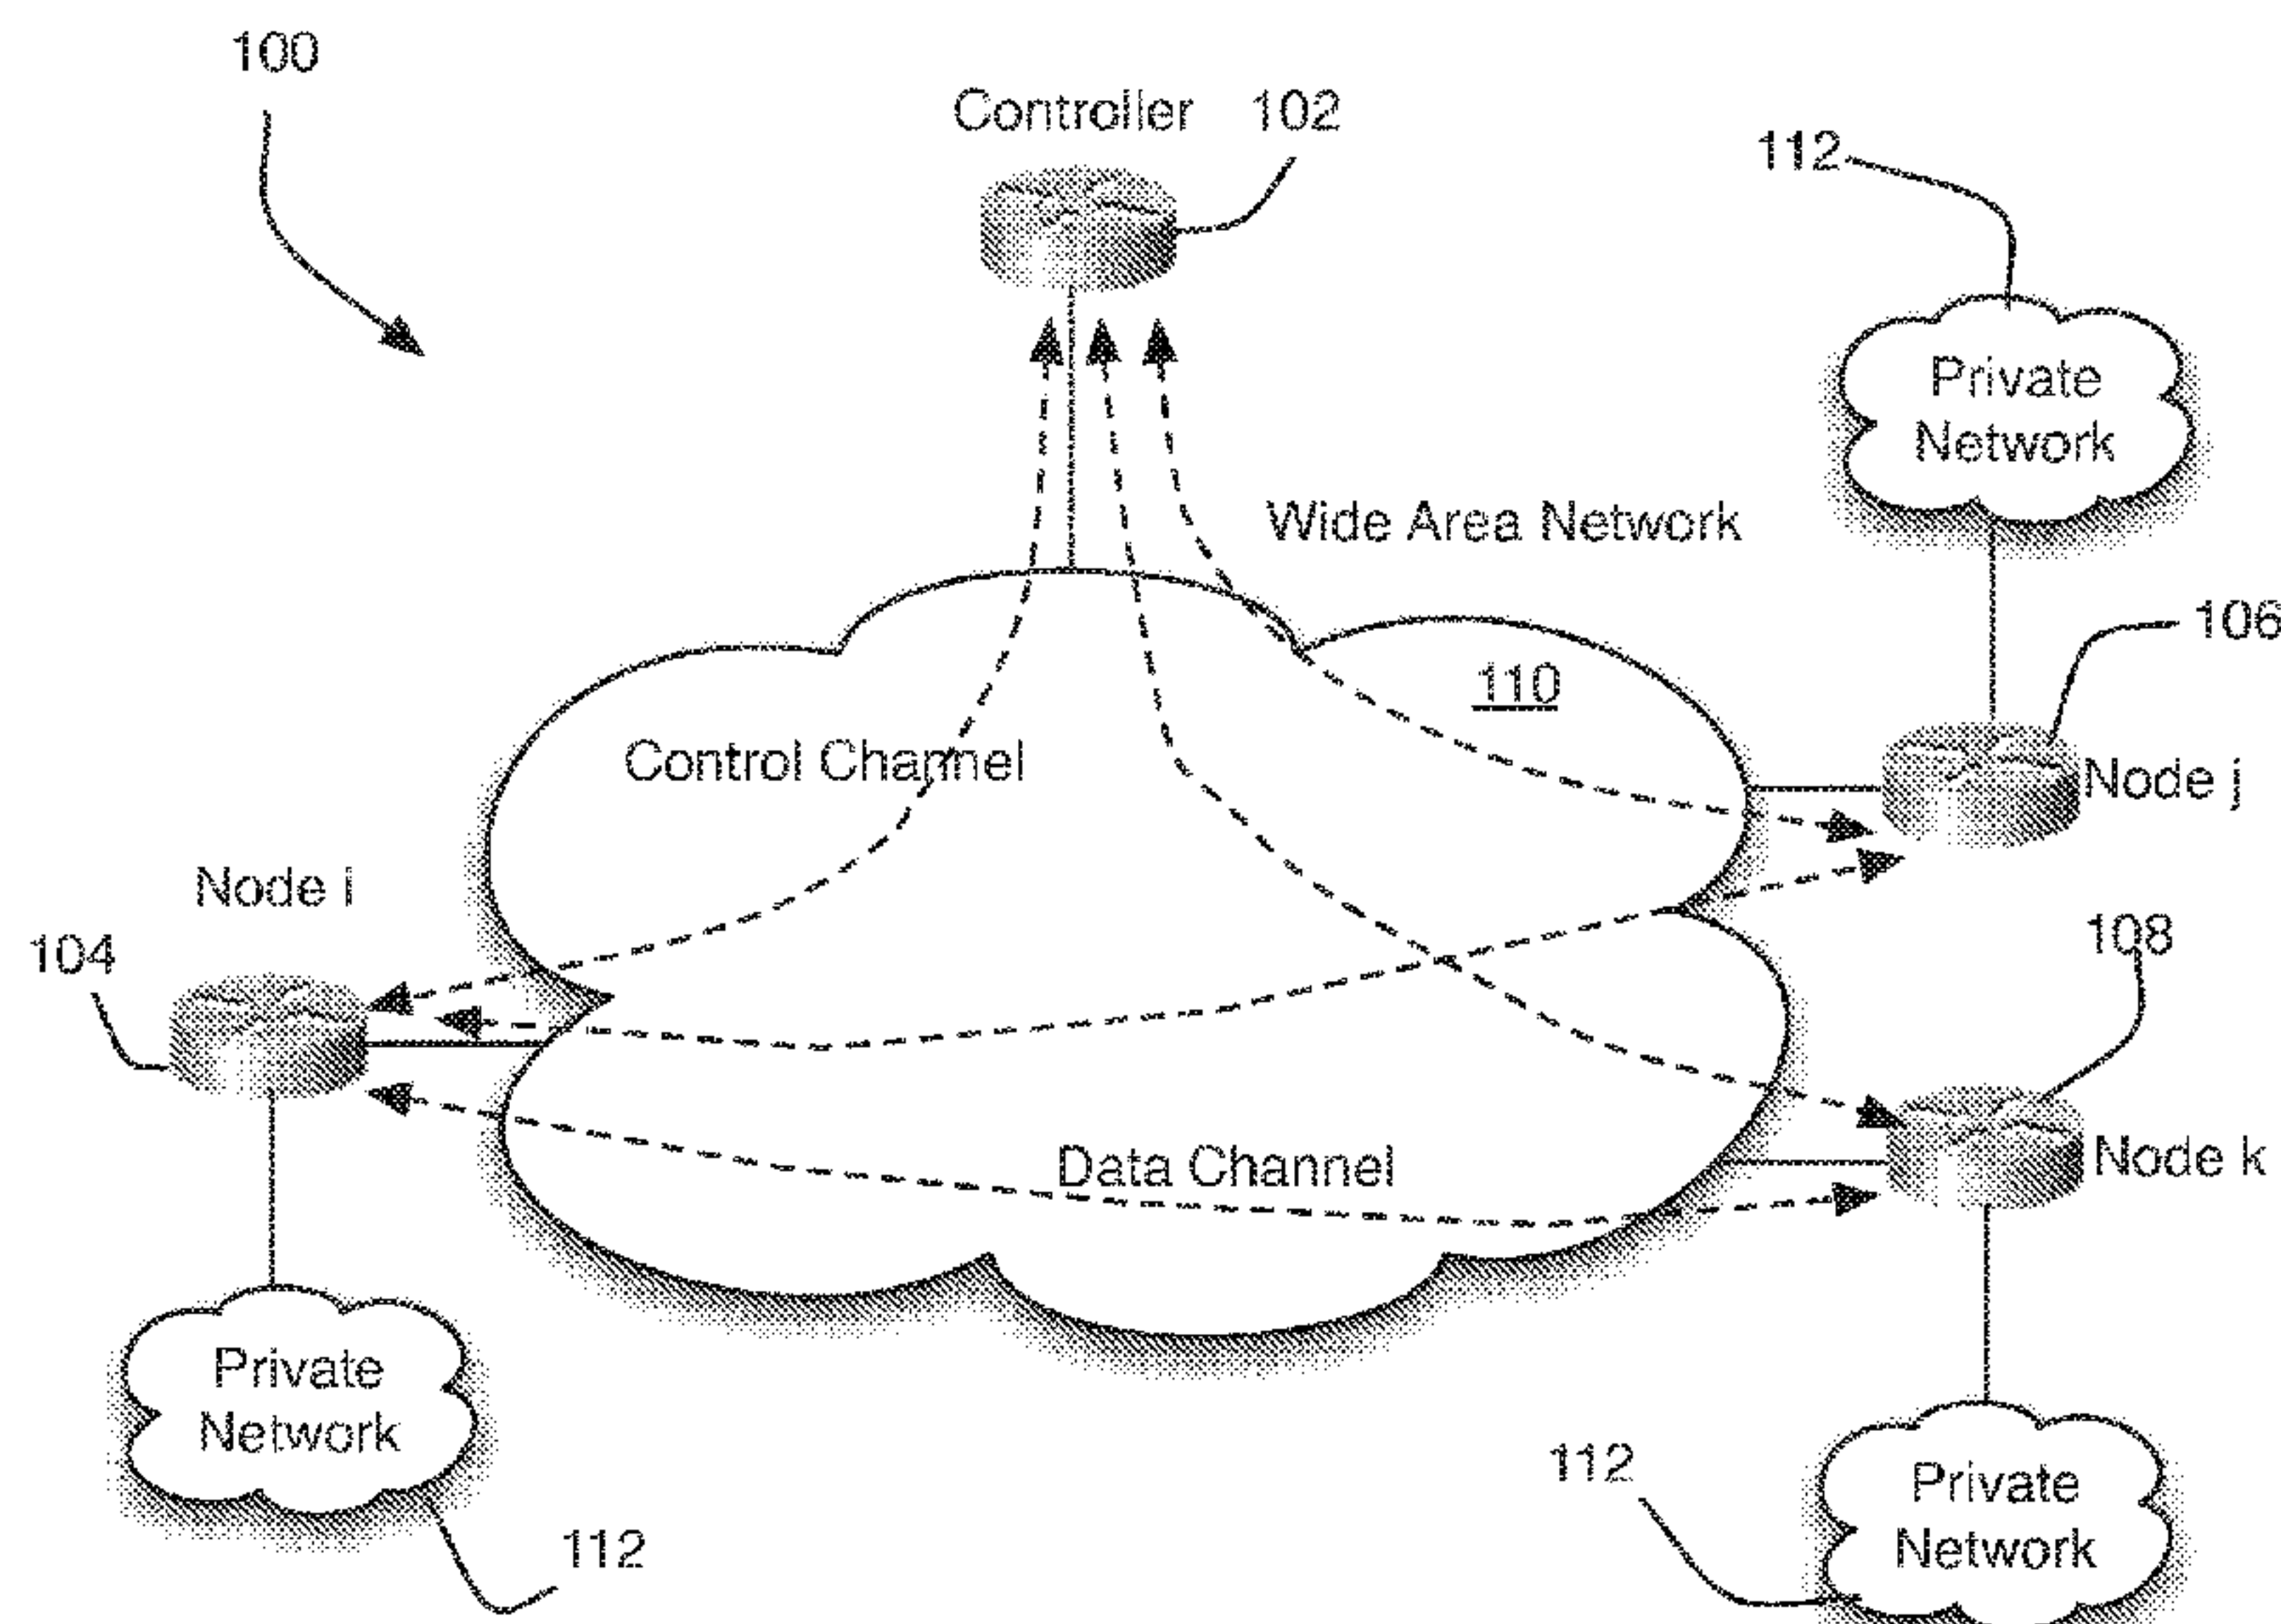 100
Controller 102
112
Private
Network
Wide Area Network
106
110
Control Channel
Node j
Node i
104
108
Data Channel
Node k
Private
Network
112
112
Private
Network